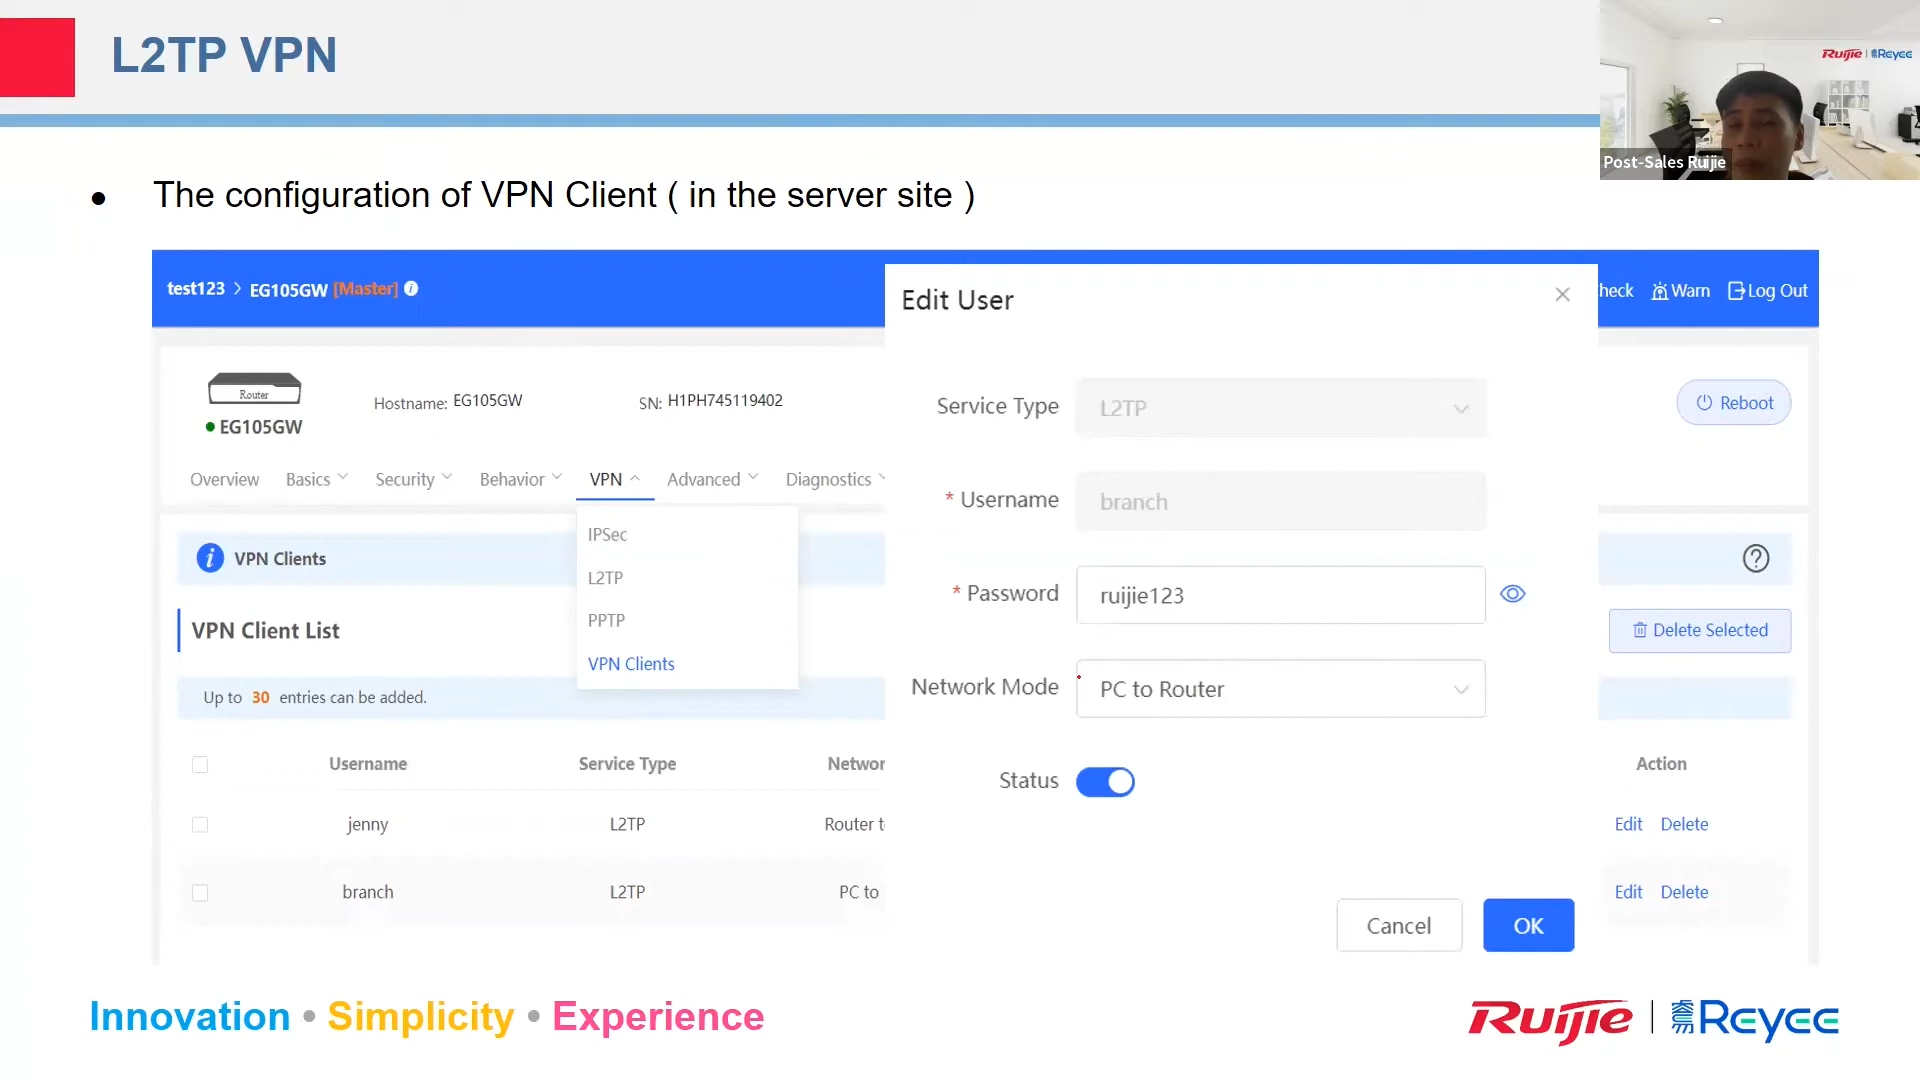 L2TP VPN
Ruijie | Reyee
Post-Sales Ruijie
• The configuration of VPN Client ( in the server site )
test123 > EG105GW [Master]
heck Warn Log Out
Edit User
Router
EG105GW
Hostname: EG105GW
SN: H1PH745119402
Reboot
Overview Basics Security Behavior VPN Advanced Diagnostics
IPSec
L2TP
PPTP
VPN Clients
VPN Clients
VPN Client List
Delete Selected
Up to 30 entries can be added.
Username Service Type Networ Action
jenny L2TP Router t Edit Delete
branch L2TP PC to Edit Delete
Service Type L2TP
* Username branch
* Password ruijie123
Network Mode PC to Router
Status
Cancel OK
Innovation • Simplicity • Experience
Ruijie | 睿易 Reyee